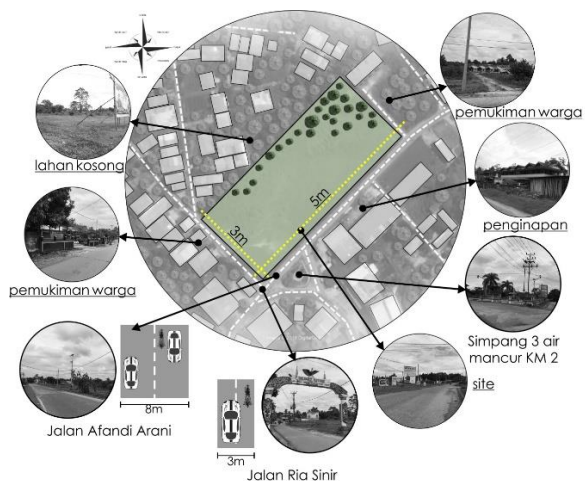 lahan kosong
pemukiman warga
pemukiman warga
penginapan
5m
3m
Simpang 3 air
mancur KM 2
site
8m
Jalan Afandi Arani
3m
Jalan Ria Sinir